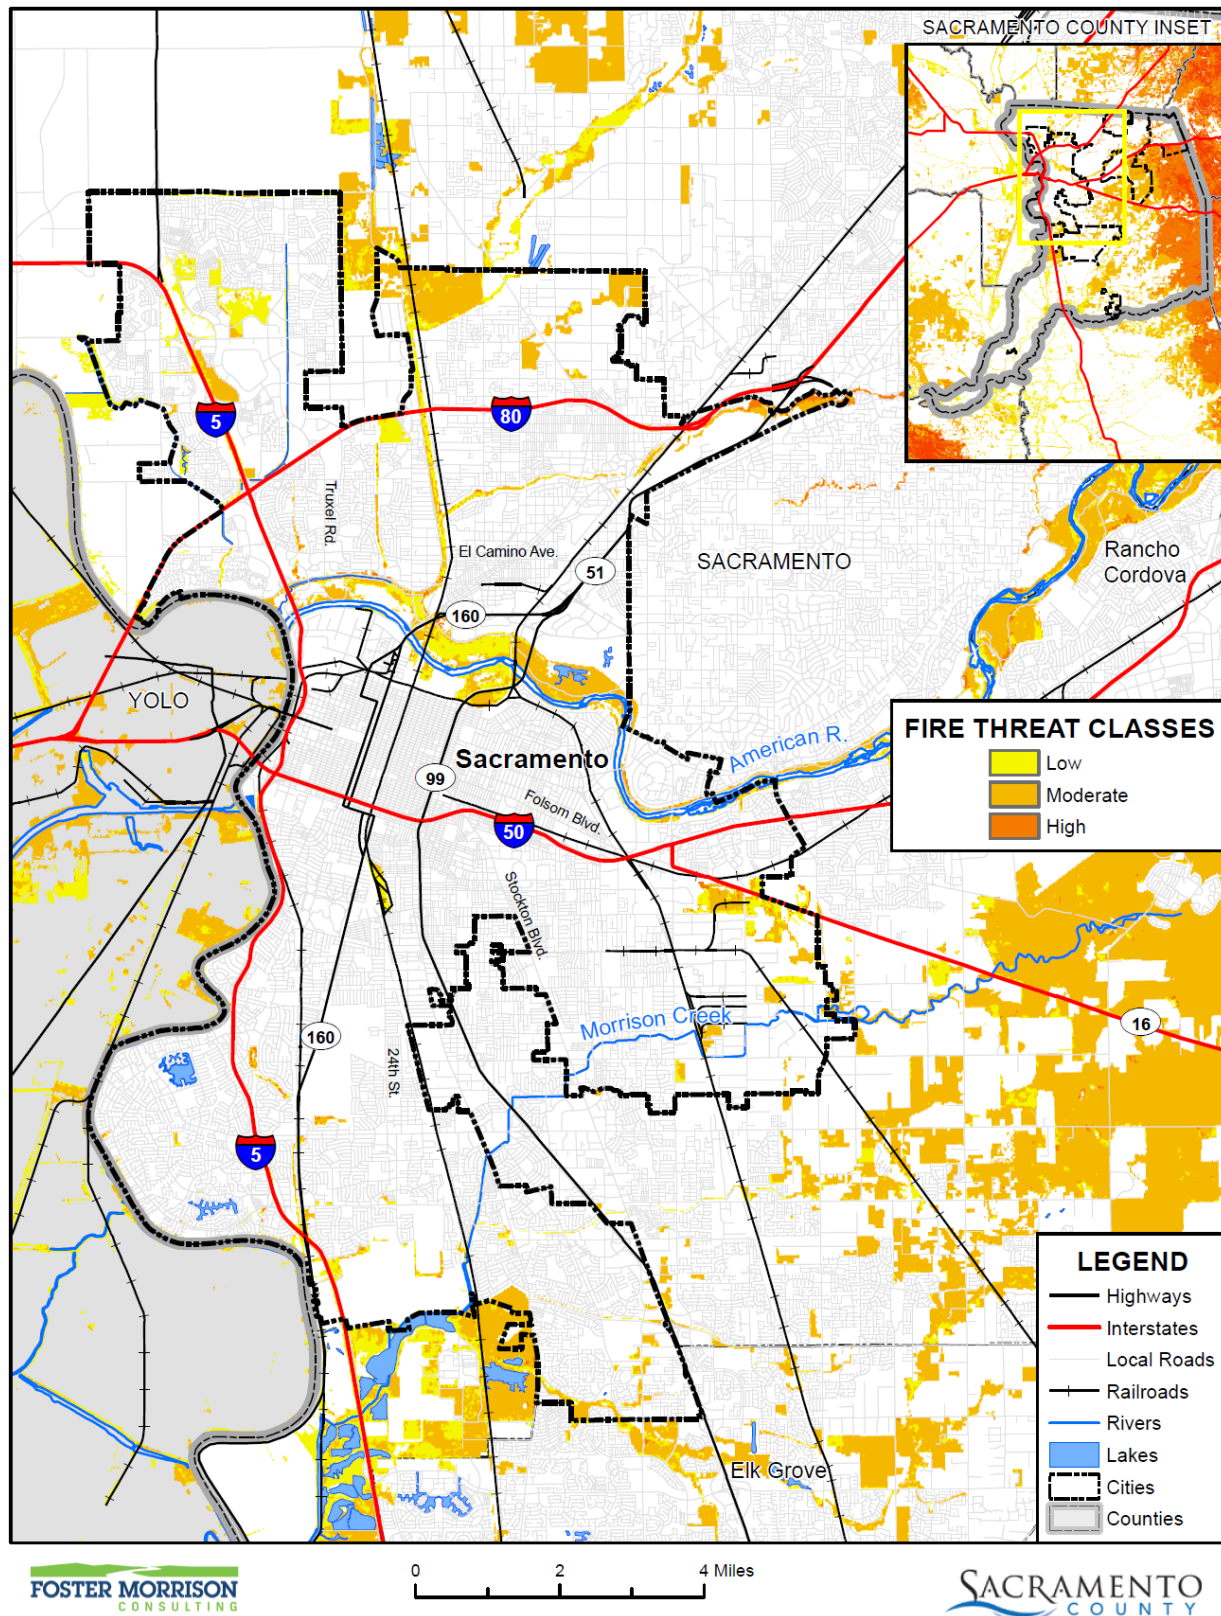 SACRAMENTO COUNTY INSET
5
80
Truxel Rd.
El Camino Ave.
51
SACRAMENTO
Rancho
Cordova
160
YOLO
FIRE THREAT CLASSES
Low
Moderate
High
American R.
Sacramento
99
Folsom Blvd.
50
Stockton Blvd.
Morrison Creek
16
160
24th St.
5
LEGEND
Highways
Interstates
Local Roads
Railroads
Rivers
Lakes
Cities
Counties
Elk Grove
FOSTER MORRISON
CONSULTING
0 2 4 Miles
SACRAMENTO
COUNTY